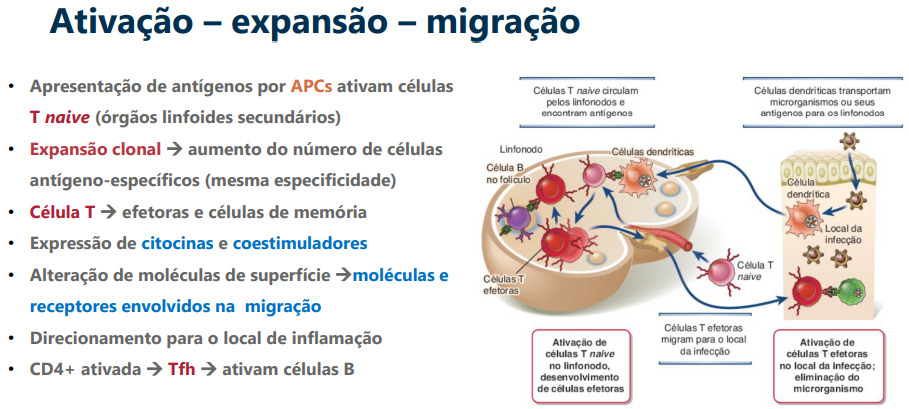 Ativação – expansão – migração
• Apresentação de antígenos por APCs ativam células
T naive (órgãos linfoides secundários)
• Expansão clonal → aumento do número de células
antígeno-específicos (mesma especificidade)
• Célula T → efetoras e células de memória
• Expressão de citocinas e coestimuladores
• Alteração de moléculas de superfície →moléculas e
receptores envolvidos na migração
• Direcionamento para o local de inflamação
• CD4+ ativada → Tfh → ativam células B
Células T naive circulam
pelos linfonodos e
encontram antígenos
Células dendríticas transportam
microrganismos ou seus
antígenos para os linfonodos
Linfonodo
Células dendríticas
Célula B
no folículo
Células T
efetoras
Célula T
naive
Célula
dendrítica
Local da
infecção
Células T efetoras
migram para o local
da infecção
Ativação de
células T naive
no linfonodo,
desenvolvimento
de células efetoras
Ativação de
células T efetoras
no local da infecção;
eliminação do
microrganismo